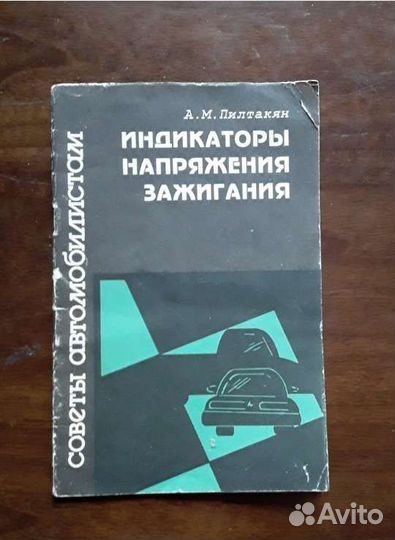 А.М.Пилтакян
ИНДИКАТОРЫ
НАПРЯЖЕНИЯ
ЗАЖИГАНИЯ
советы автомобилистам
Avito